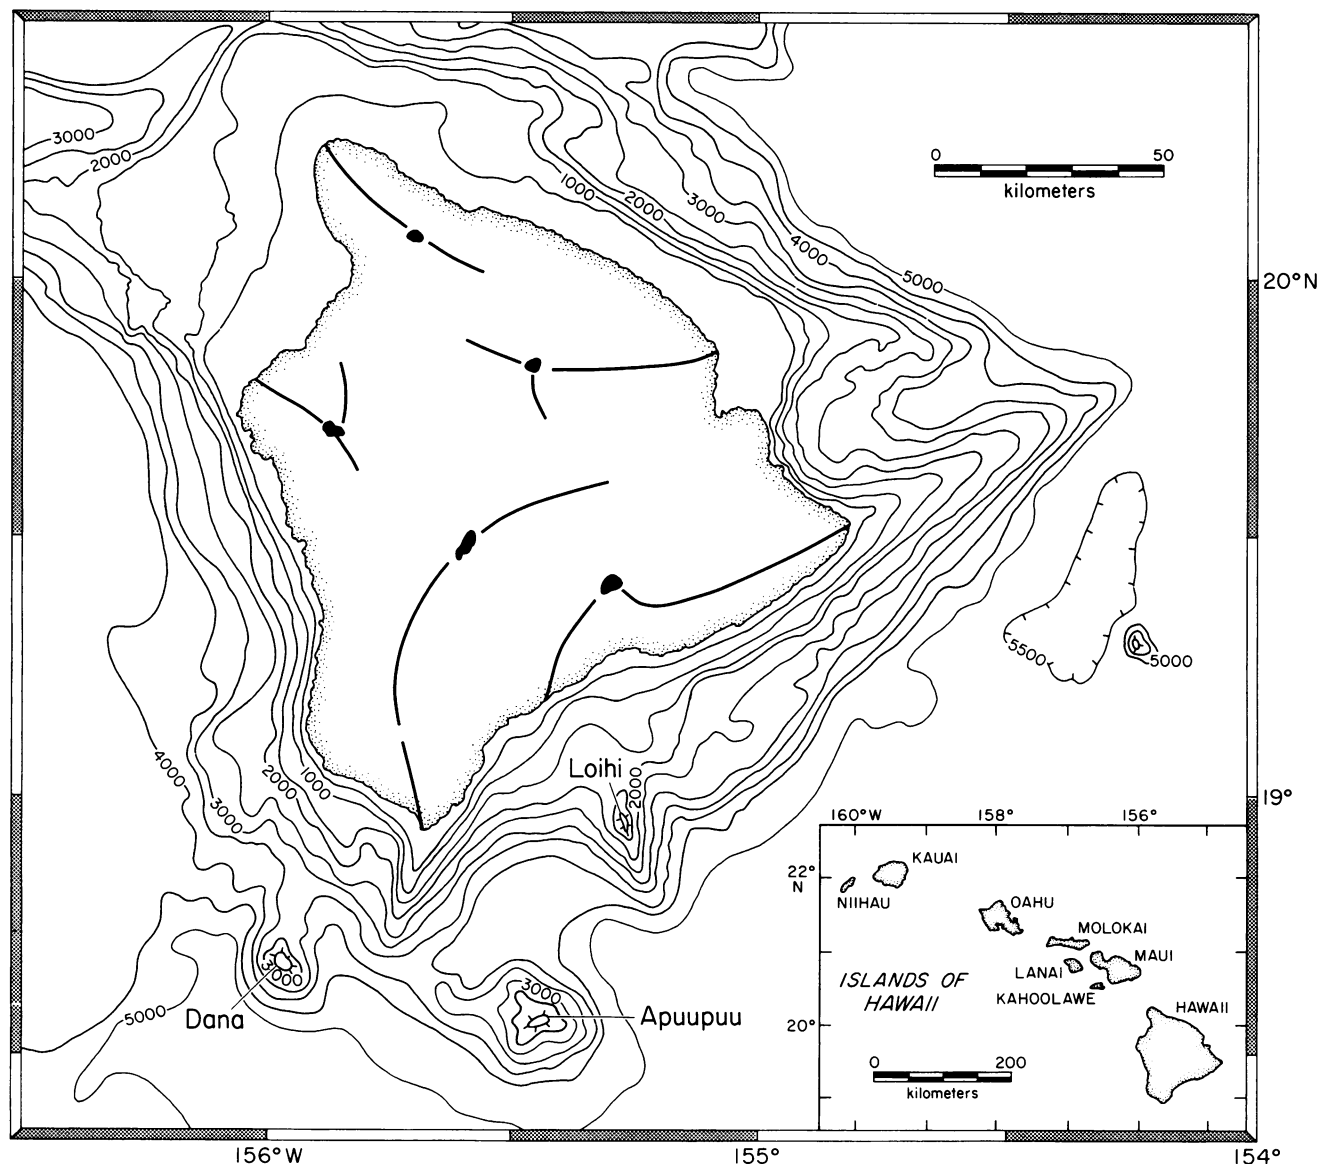 3000
2000
0 50
kilometers
1000
2000
3000
4000
5000
20°N
5500
5000
Loihi
2000
4000
2000
1000
3000
19°
160°W 158° 156°
22°
N
KAUAI
NIIHAU
OAHU
MOLOKAI
MAUI
LANAI
KAHOOLAWE
ISLANDS OF
HAWAII
HAWAII
20°
0 200
kilometers
3000
Dana
5000
3000
Apuupuu
156°W 155° 154°